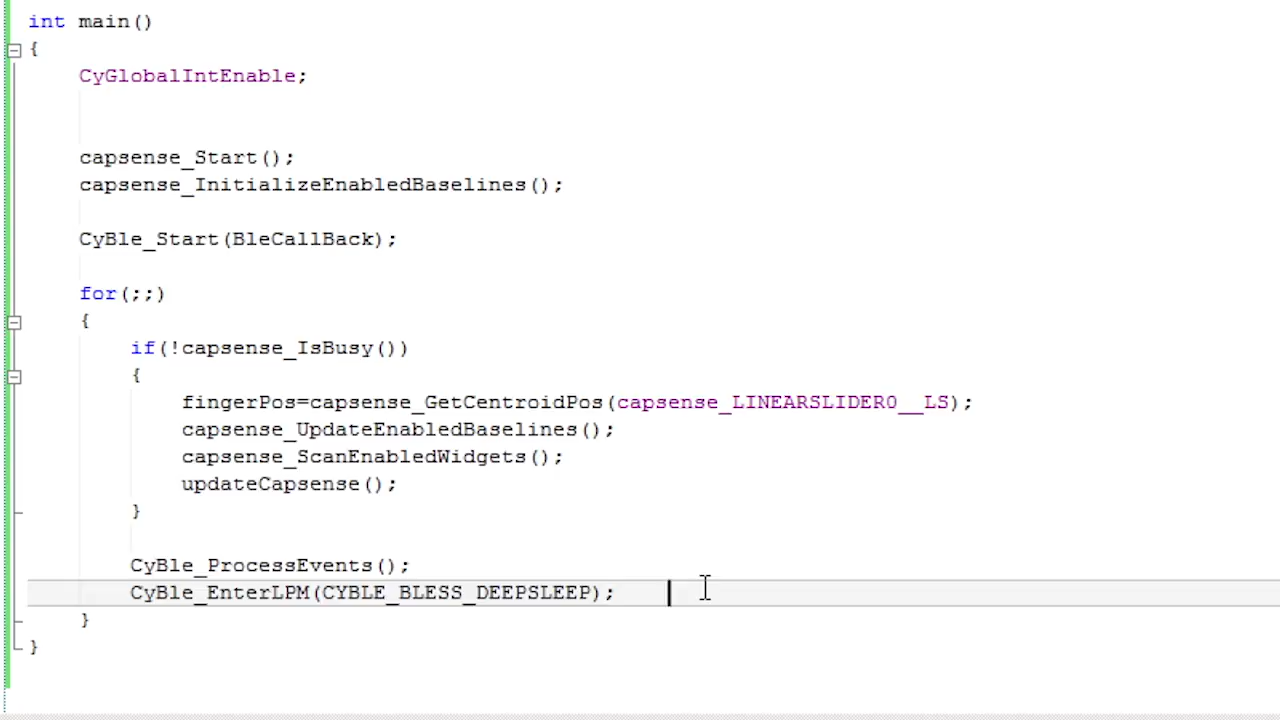 int main()
{
CyGlobalIntEnable;
capsense_Start();
capsense_InitializeEnabledBaselines();
CyBle_Start(BleCallBack);
for(;;)
{
if(!capsense_IsBusy())
{
fingerPos=capsense_GetCentroidPos(capsense_LINEARSLIDER0__LS);
capsense_UpdateEnabledBaselines();
capsense_ScanEnabledWidgets();
updateCapsense();
}
CyBle_ProcessEvents();
CyBle_EnterLPM(CYBLE_BLESS_DEEPSLEEP);
}
}